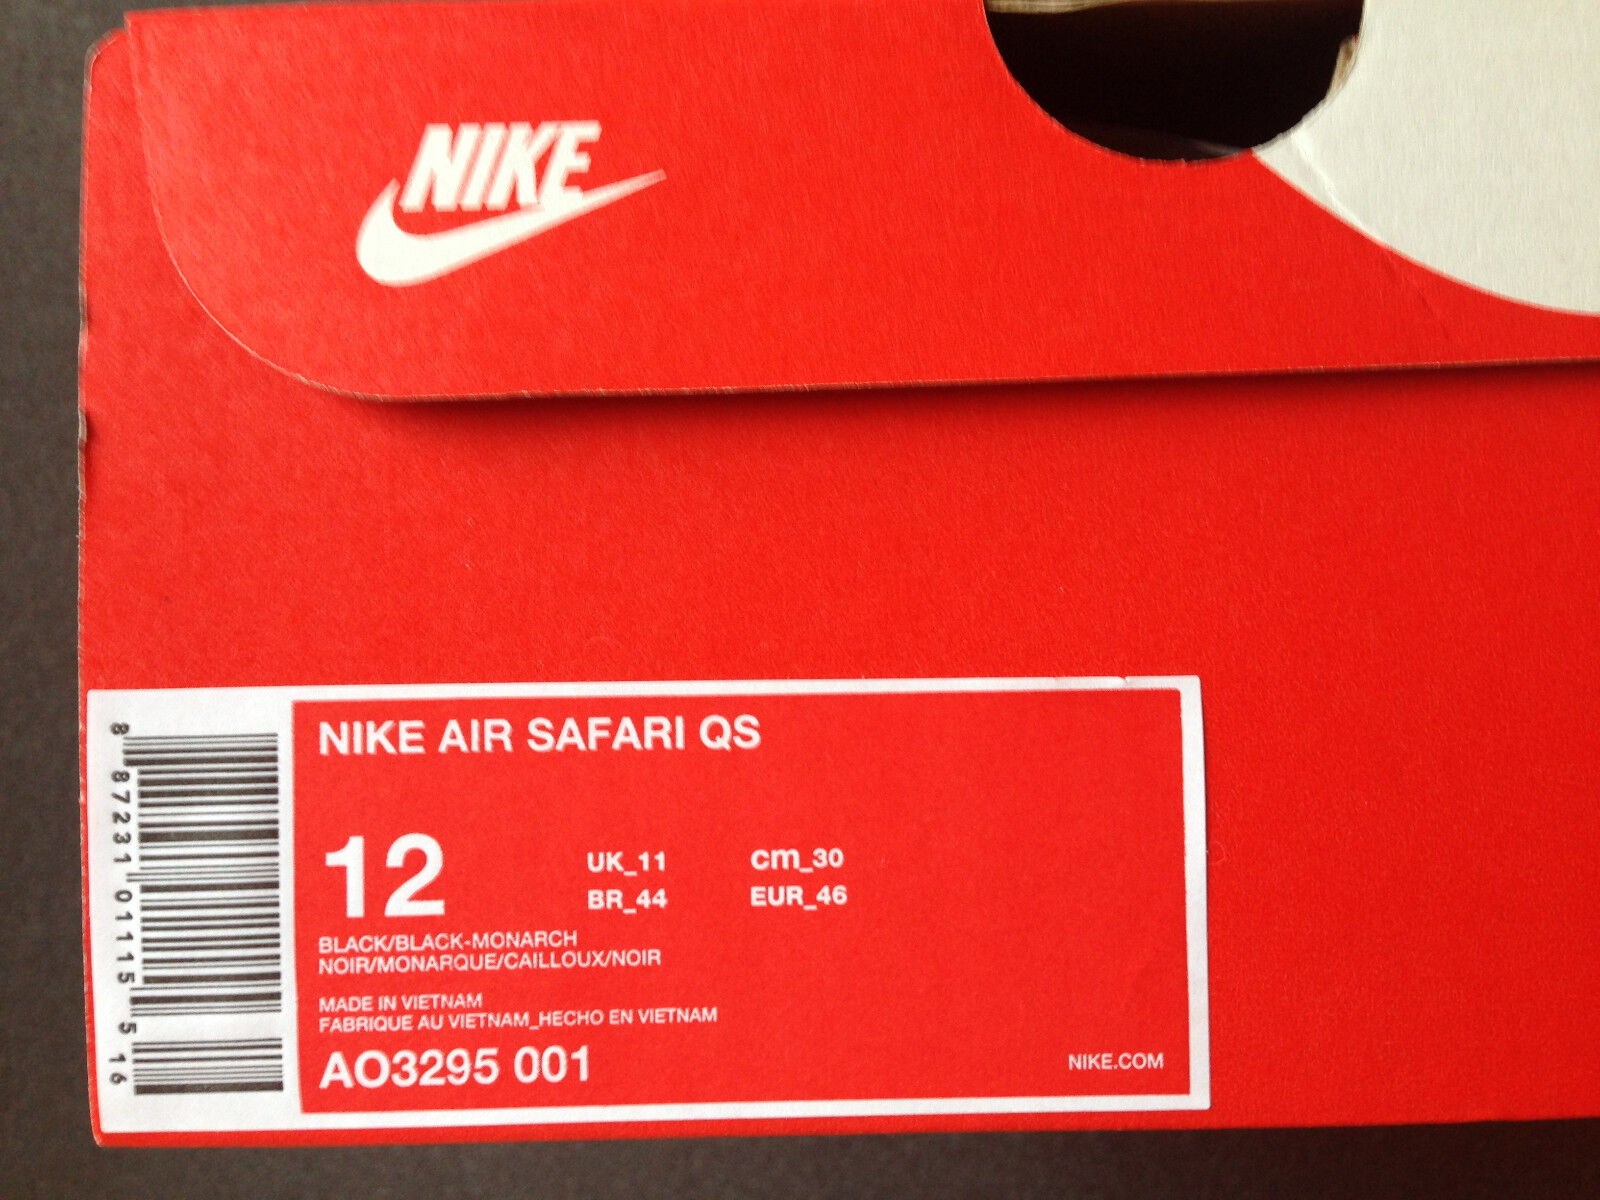 NIKE
NIKE AIR SAFARI QS
12
UK_11 cm_30
BR_44 EUR_46
BLACK/BLACK-MONARCH
NOIR/MONARQUE/CAILLOUX/NOIR
MADE IN VIETNAM
FABRIQUE AU VIETNAM_HECHO EN VIETNAM
AO3295 001
NIKE.COM
8 87231 01115 5 16